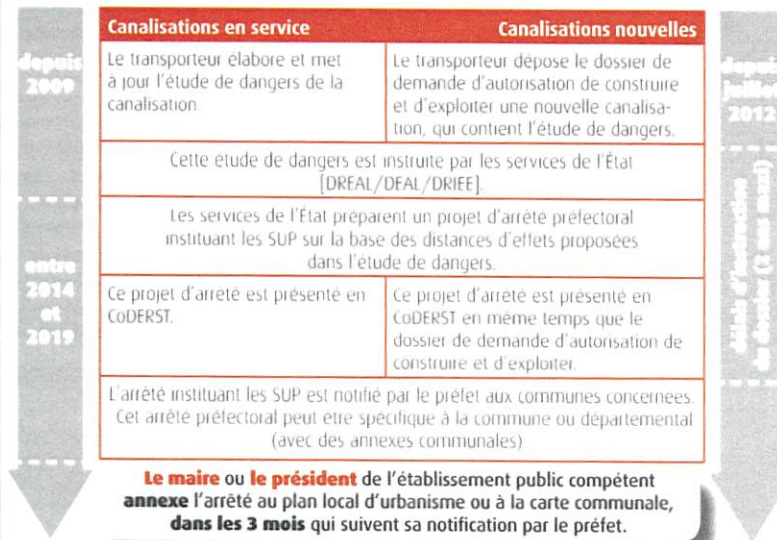 Canalisations en service Canalisations nouvelles
depuis
2009
Le transporteur élabore et met
à jour l'étude de dangers de la
canalisation
Le transporteur dépose le dossier de
demande d'autorisation de construire
et d'exploiter une nouvelle canalisa-
tion, qui contient l'étude de dangers.
depuis
juillet
2012
Cette étude de dangers est instruite par les services de l'État
[DREAL/DEAL/DRIEE].
Les services de l'État préparent un projet d'arrêté préfectoral
instituant les SUP sur la base des distances d'effets proposées
dans l'étude de dangers.
entre
2014
et
2019
Ce projet d'arrêté est présenté en
CoDERST.
Ce projet d'arrêté est présenté en
CoDERST en même temps que le
dossier de demande d'autorisation de
construire et d'exploiter.
délais d'instruction
du dossier (2 ans maxi)
L'arrêté instituant les SUP est notifié par le préfet aux communes concernées.
Cet arrêté préfectoral peut être spécifique à la commune ou départemental
(avec des annexes communales)
Le maire ou le président de l'établissement public compétent
annexe l'arrêté au plan local d'urbanisme ou à la carte communale,
dans les 3 mois qui suivent sa notification par le préfet.